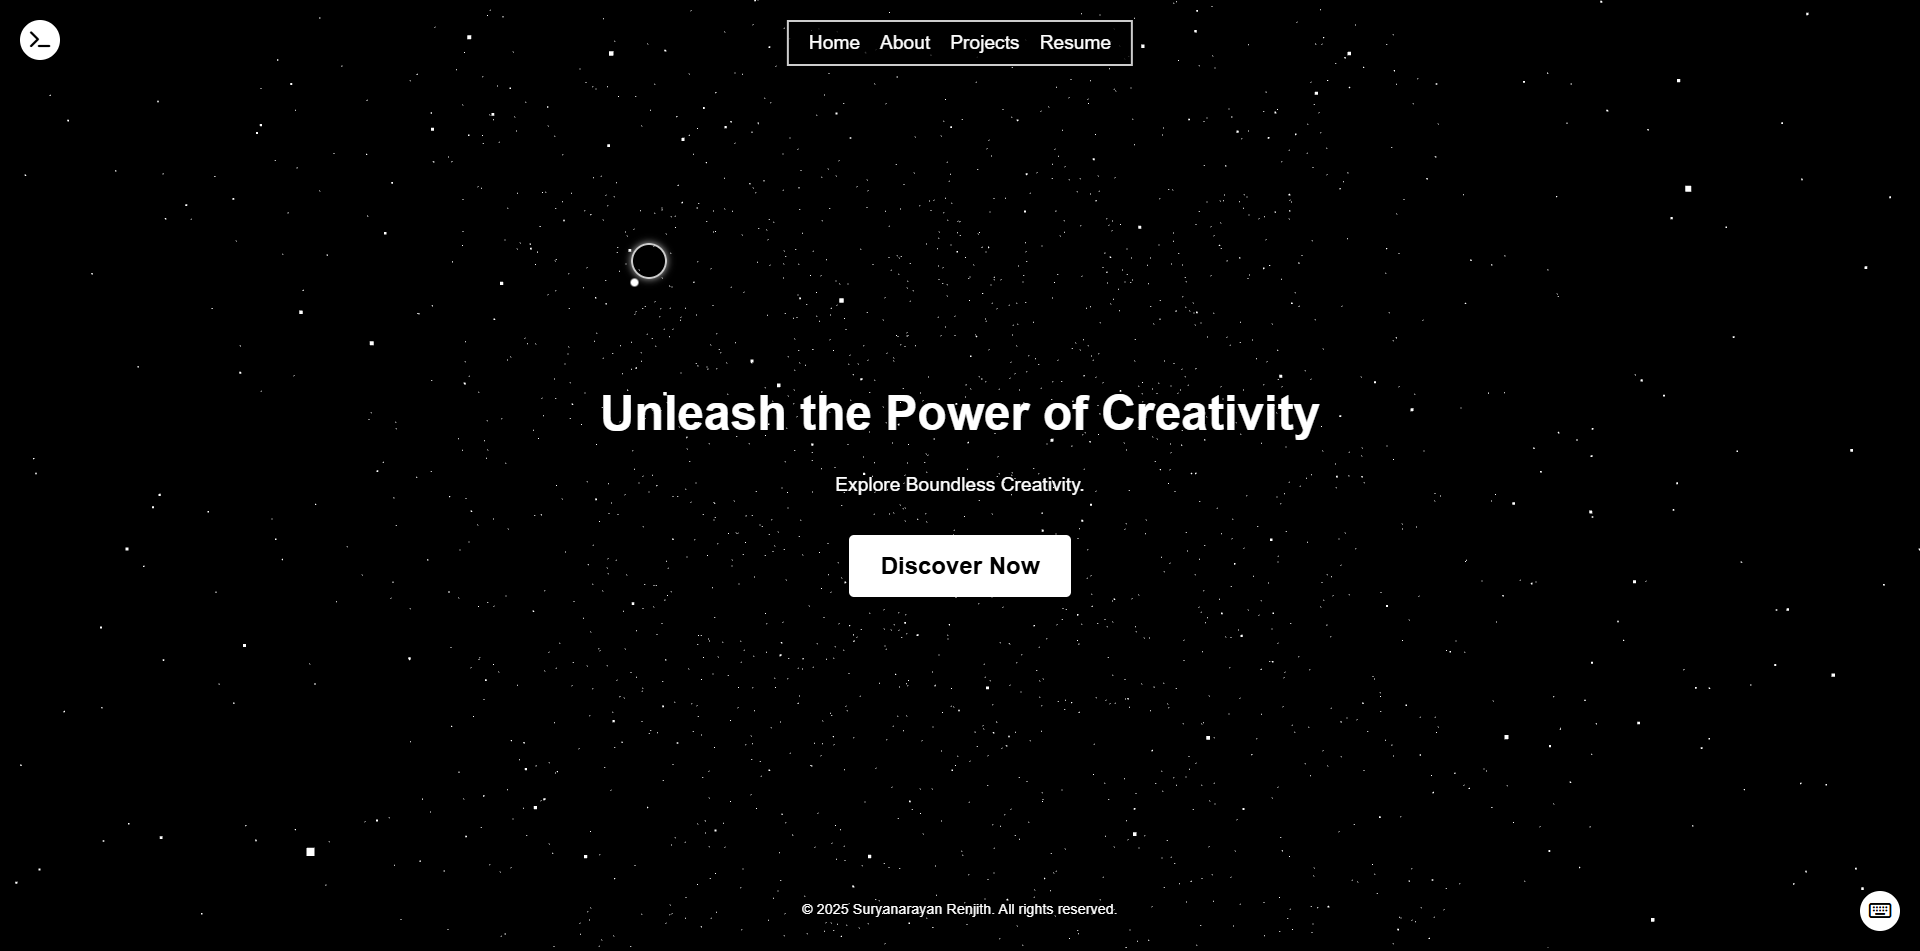 Home About Projects Resume
Unleash the Power of Creativity
Explore Boundless Creativity.
Discover Now
© 2025 Suryanarayan Renjith. All rights reserved.